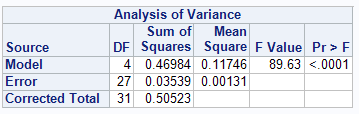 Analysis of Variance
Source DF Sum of Squares Mean Square F Value Pr > F
Model 4 0.46984 0.11746 89.63 <.0001
Error 27 0.03539 0.00131
Corrected Total 31 0.50523